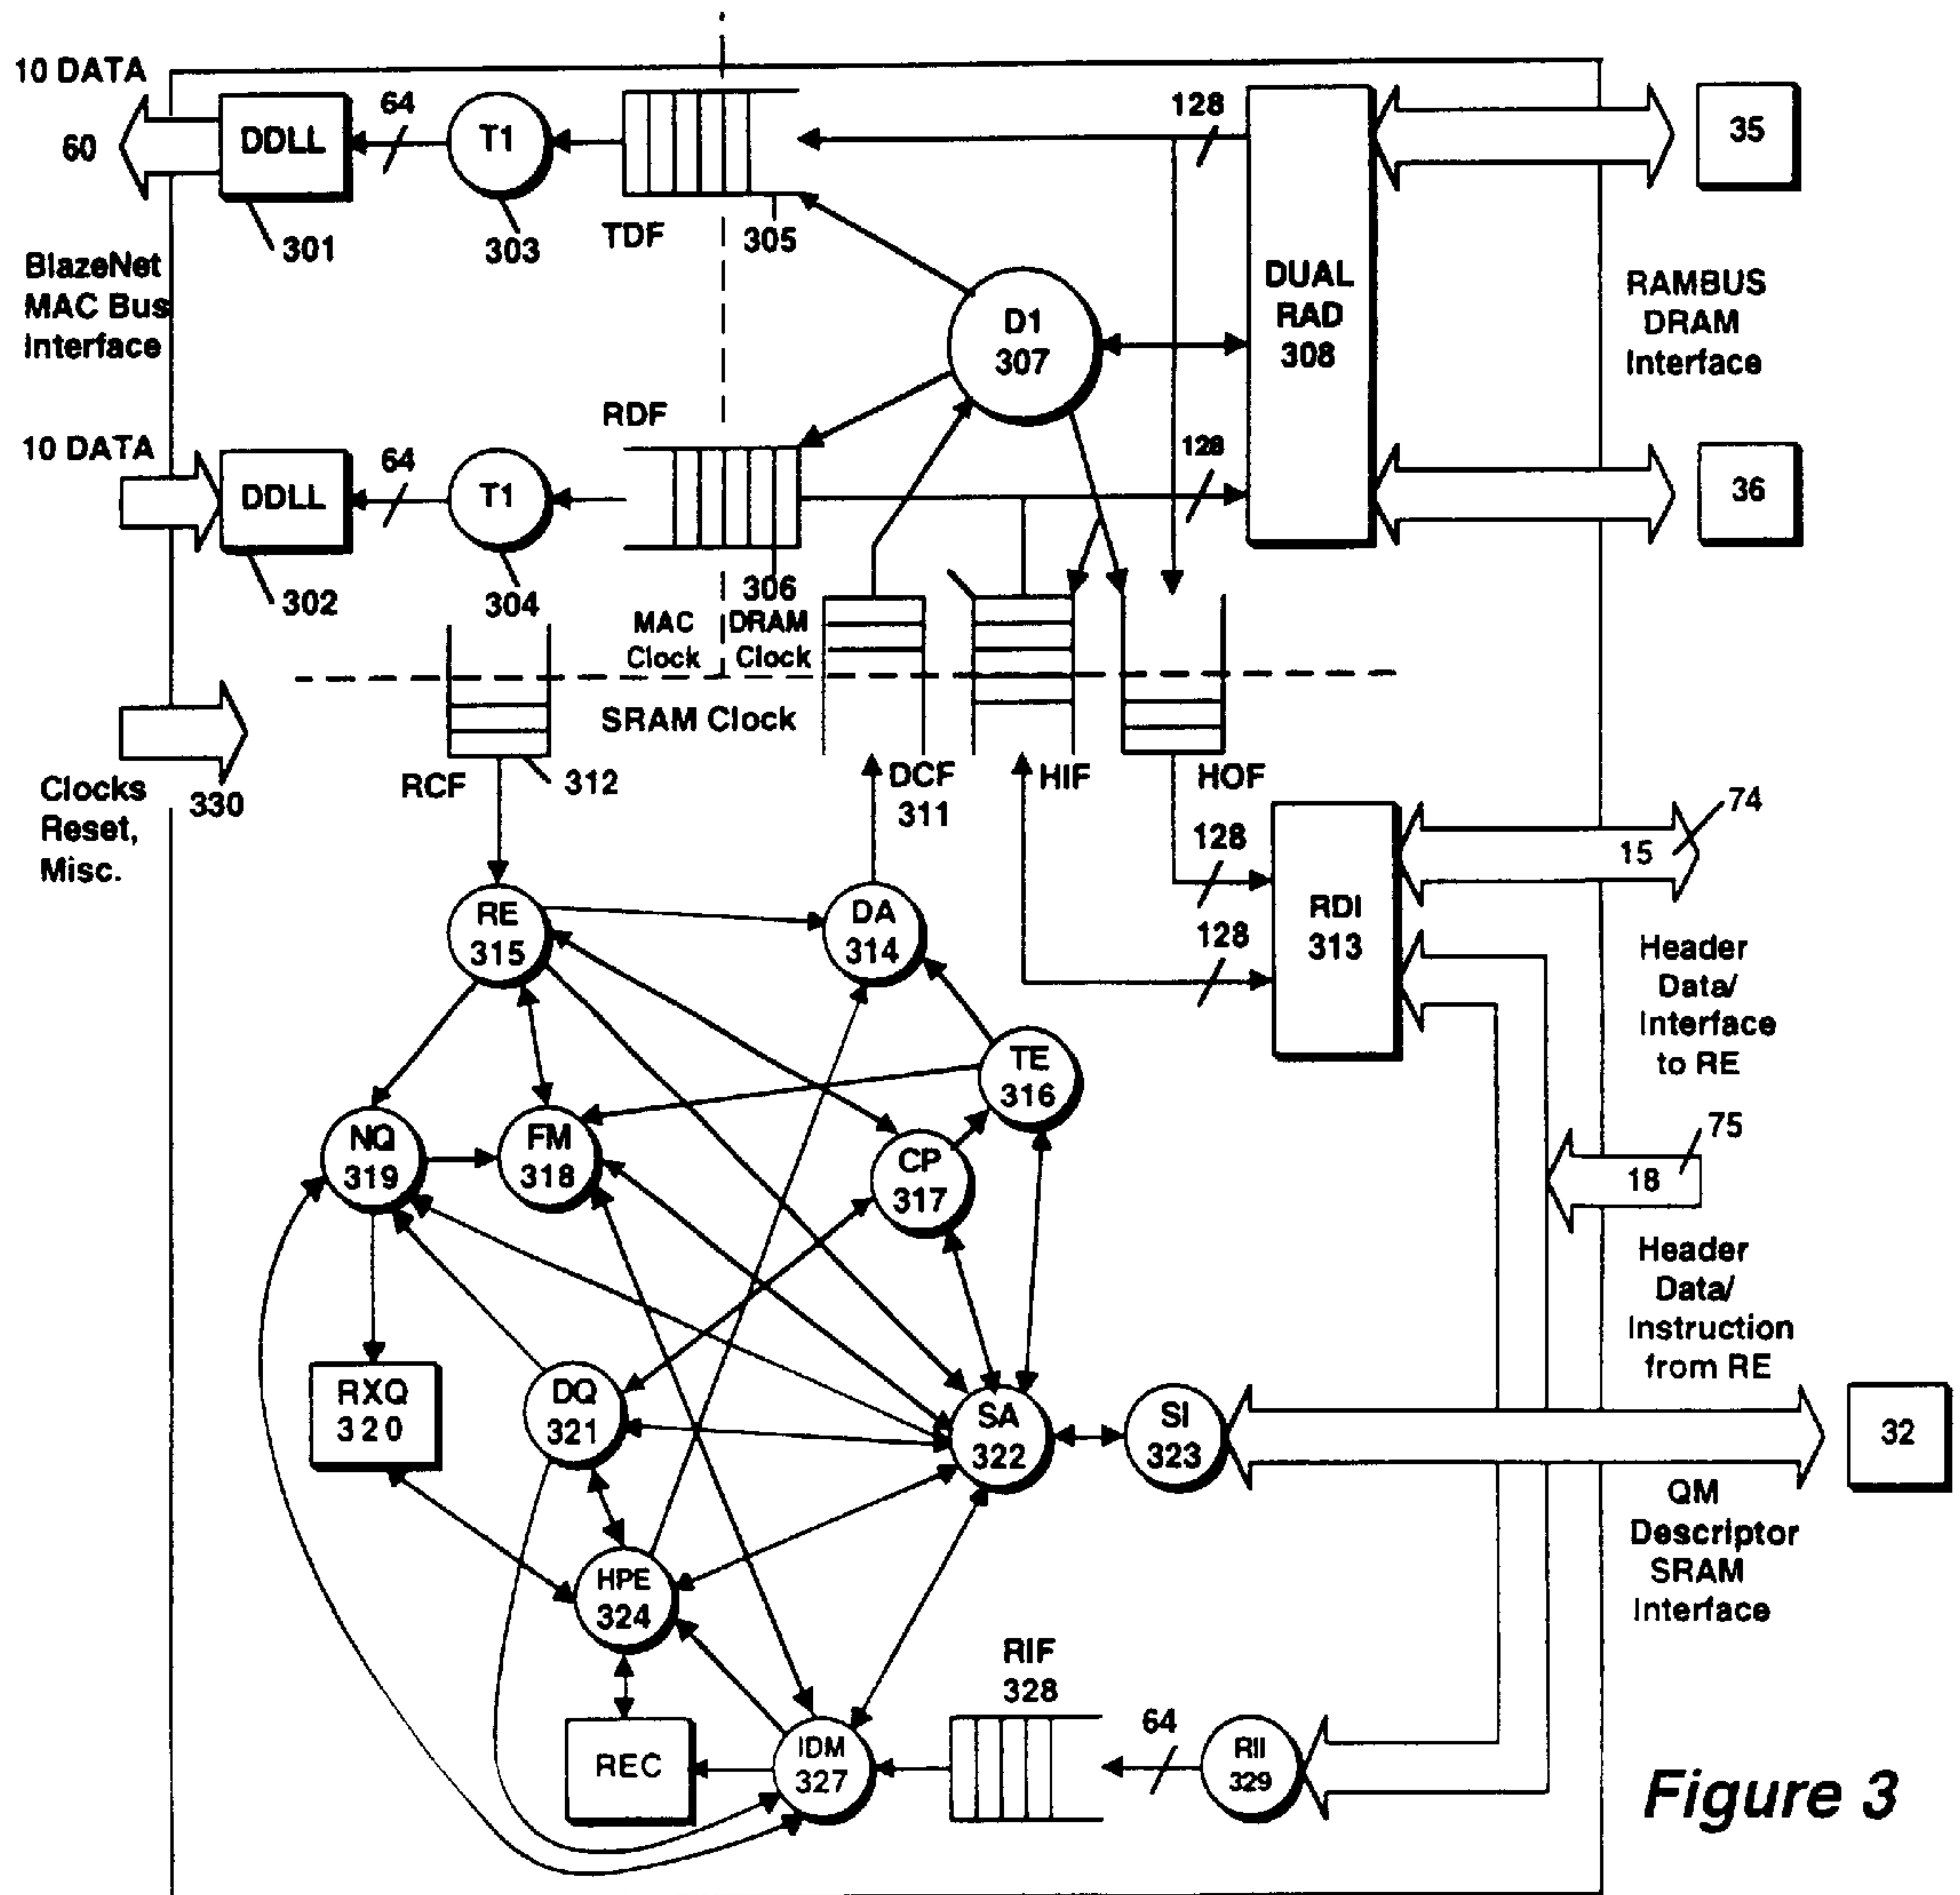 10 DATA
60
DDLL
301
64
T1
303
TDF
305
128
DUAL
RAD
308
35
BlazeNet
MAC Bus
Interface
D1
307
RAMBUS
DRAM
Interface
10 DATA
DDLL
302
64
T1
304
RDF
306
128
36
MAC
Clock
DRAM
Clock
SRAM Clock
Clocks
Reset,
Misc.
330
RCF
312
DCF
311
HIF
HOF
128
128
RDI
313
15
74
Header
Data/
Interface
to RE
RE
315
DA
314
TE
316
NQ
319
FM
318
CP
317
18
75
Header
Data/
Instruction
from RE
RXQ
320
DQ
321
SA
322
SI
323
32
QM
Descriptor
SRAM
Interface
HPE
324
REC
IDM
327
RIF
328
64
RII
329
Figure 3